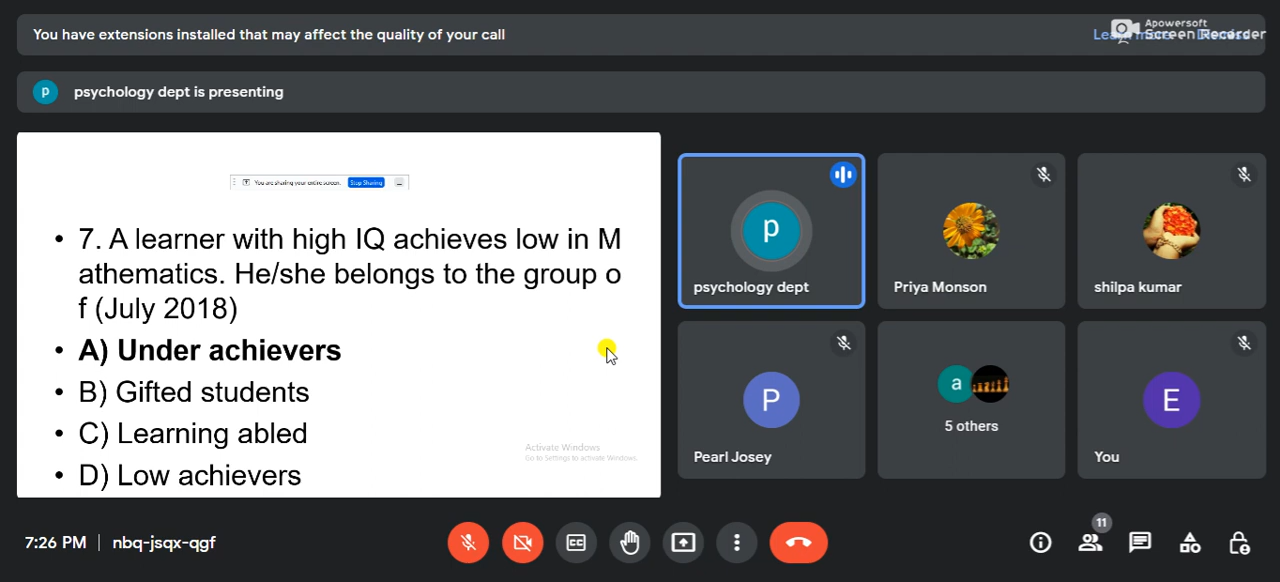 You have extensions installed that may affect the quality of your call
Apowersoft
Screen Recorder
p psychology dept is presenting
You are sharing your entire screen. Stop Sharing
• 7. A learner with high IQ achieves low in M
athematics. He/she belongs to the group o
f (July 2018)
• A) Under achievers
• B) Gifted students
• C) Learning abled
• D) Low achievers
Activate Windows
Go to Settings to activate Windows.
p
psychology dept
Priya Monson
shilpa kumar
P
Pearl Josey
a
5 others
E
You
7:26 PM | nbq-jsqx-qgf
CC
11